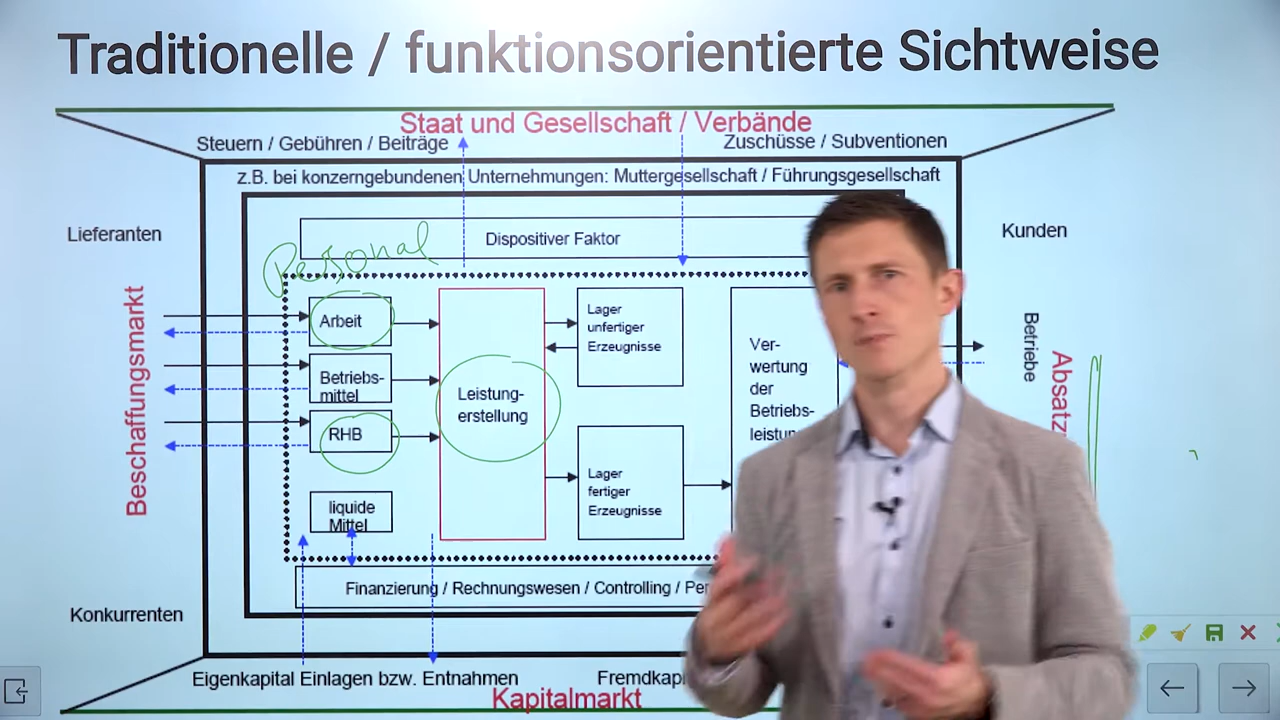 Traditionelle / funktionsorientierte Sichtweise
Staat und Gesellschaft / Verbände
Steuern / Gebühren / Beiträge
Zuschüsse / Subventionen
z.B. bei konzerngebundenen Unternehmungen: Muttergesellschaft / Führungsgesellschaft
Lieferanten
Kunden
Dispositiver Faktor
Personal
Beschaffungsmarkt
Arbeit
Betriebs-
mittel
RHB
liquide
Mittel
Leistung-
erstellung
Lager
unfertiger
Erzeugnisse
Lager
fertiger
Erzeugnisse
Ver-
wertung
der
Betriebs-
leistun
Betriebe
Absatz
Finanzierung / Rechnungswesen / Controlling / Per
Konkurrenten
Eigenkapital Einlagen bzw. Entnahmen
Fremdkap
Kapitalmarkt